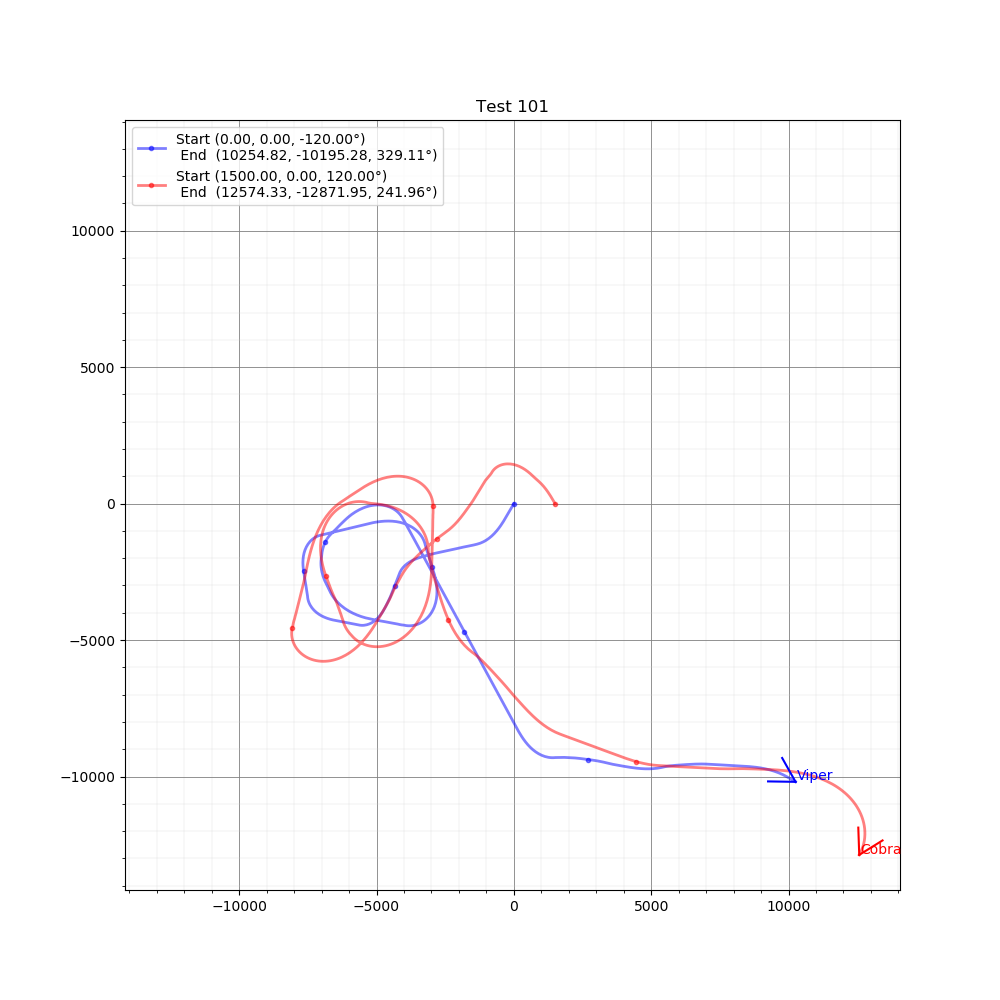 Test 101
Start (0.00, 0.00, -120.00°)
End (10254.82, -10195.28, 329.11°)
Start (1500.00, 0.00, 120.00°)
End (12574.33, -12871.95, 241.96°)
10000
5000
0
−5000
−10000
Viper
Cobra
−10000 −5000 0 5000 10000